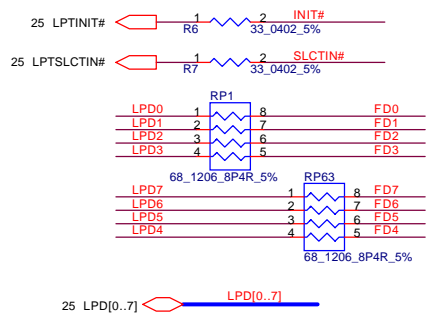 25 LPTINIT# 1 2 INIT#
R6 33_0402_5%
25 LPTSLCTIN# 1 2 SLCTIN#
R7 33_0402_5%
RP1
LPD0 1 8 FD0
LPD1 2 7 FD1
LPD2 3 6 FD2
LPD3 4 5 FD3
68_1206_8P4R_5%
RP63
LPD7 1 8 FD7
LPD6 2 7 FD6
LPD5 3 6 FD5
LPD4 4 5 FD4
68_1206_8P4R_5%
25 LPD[0..7] LPD[0..7]